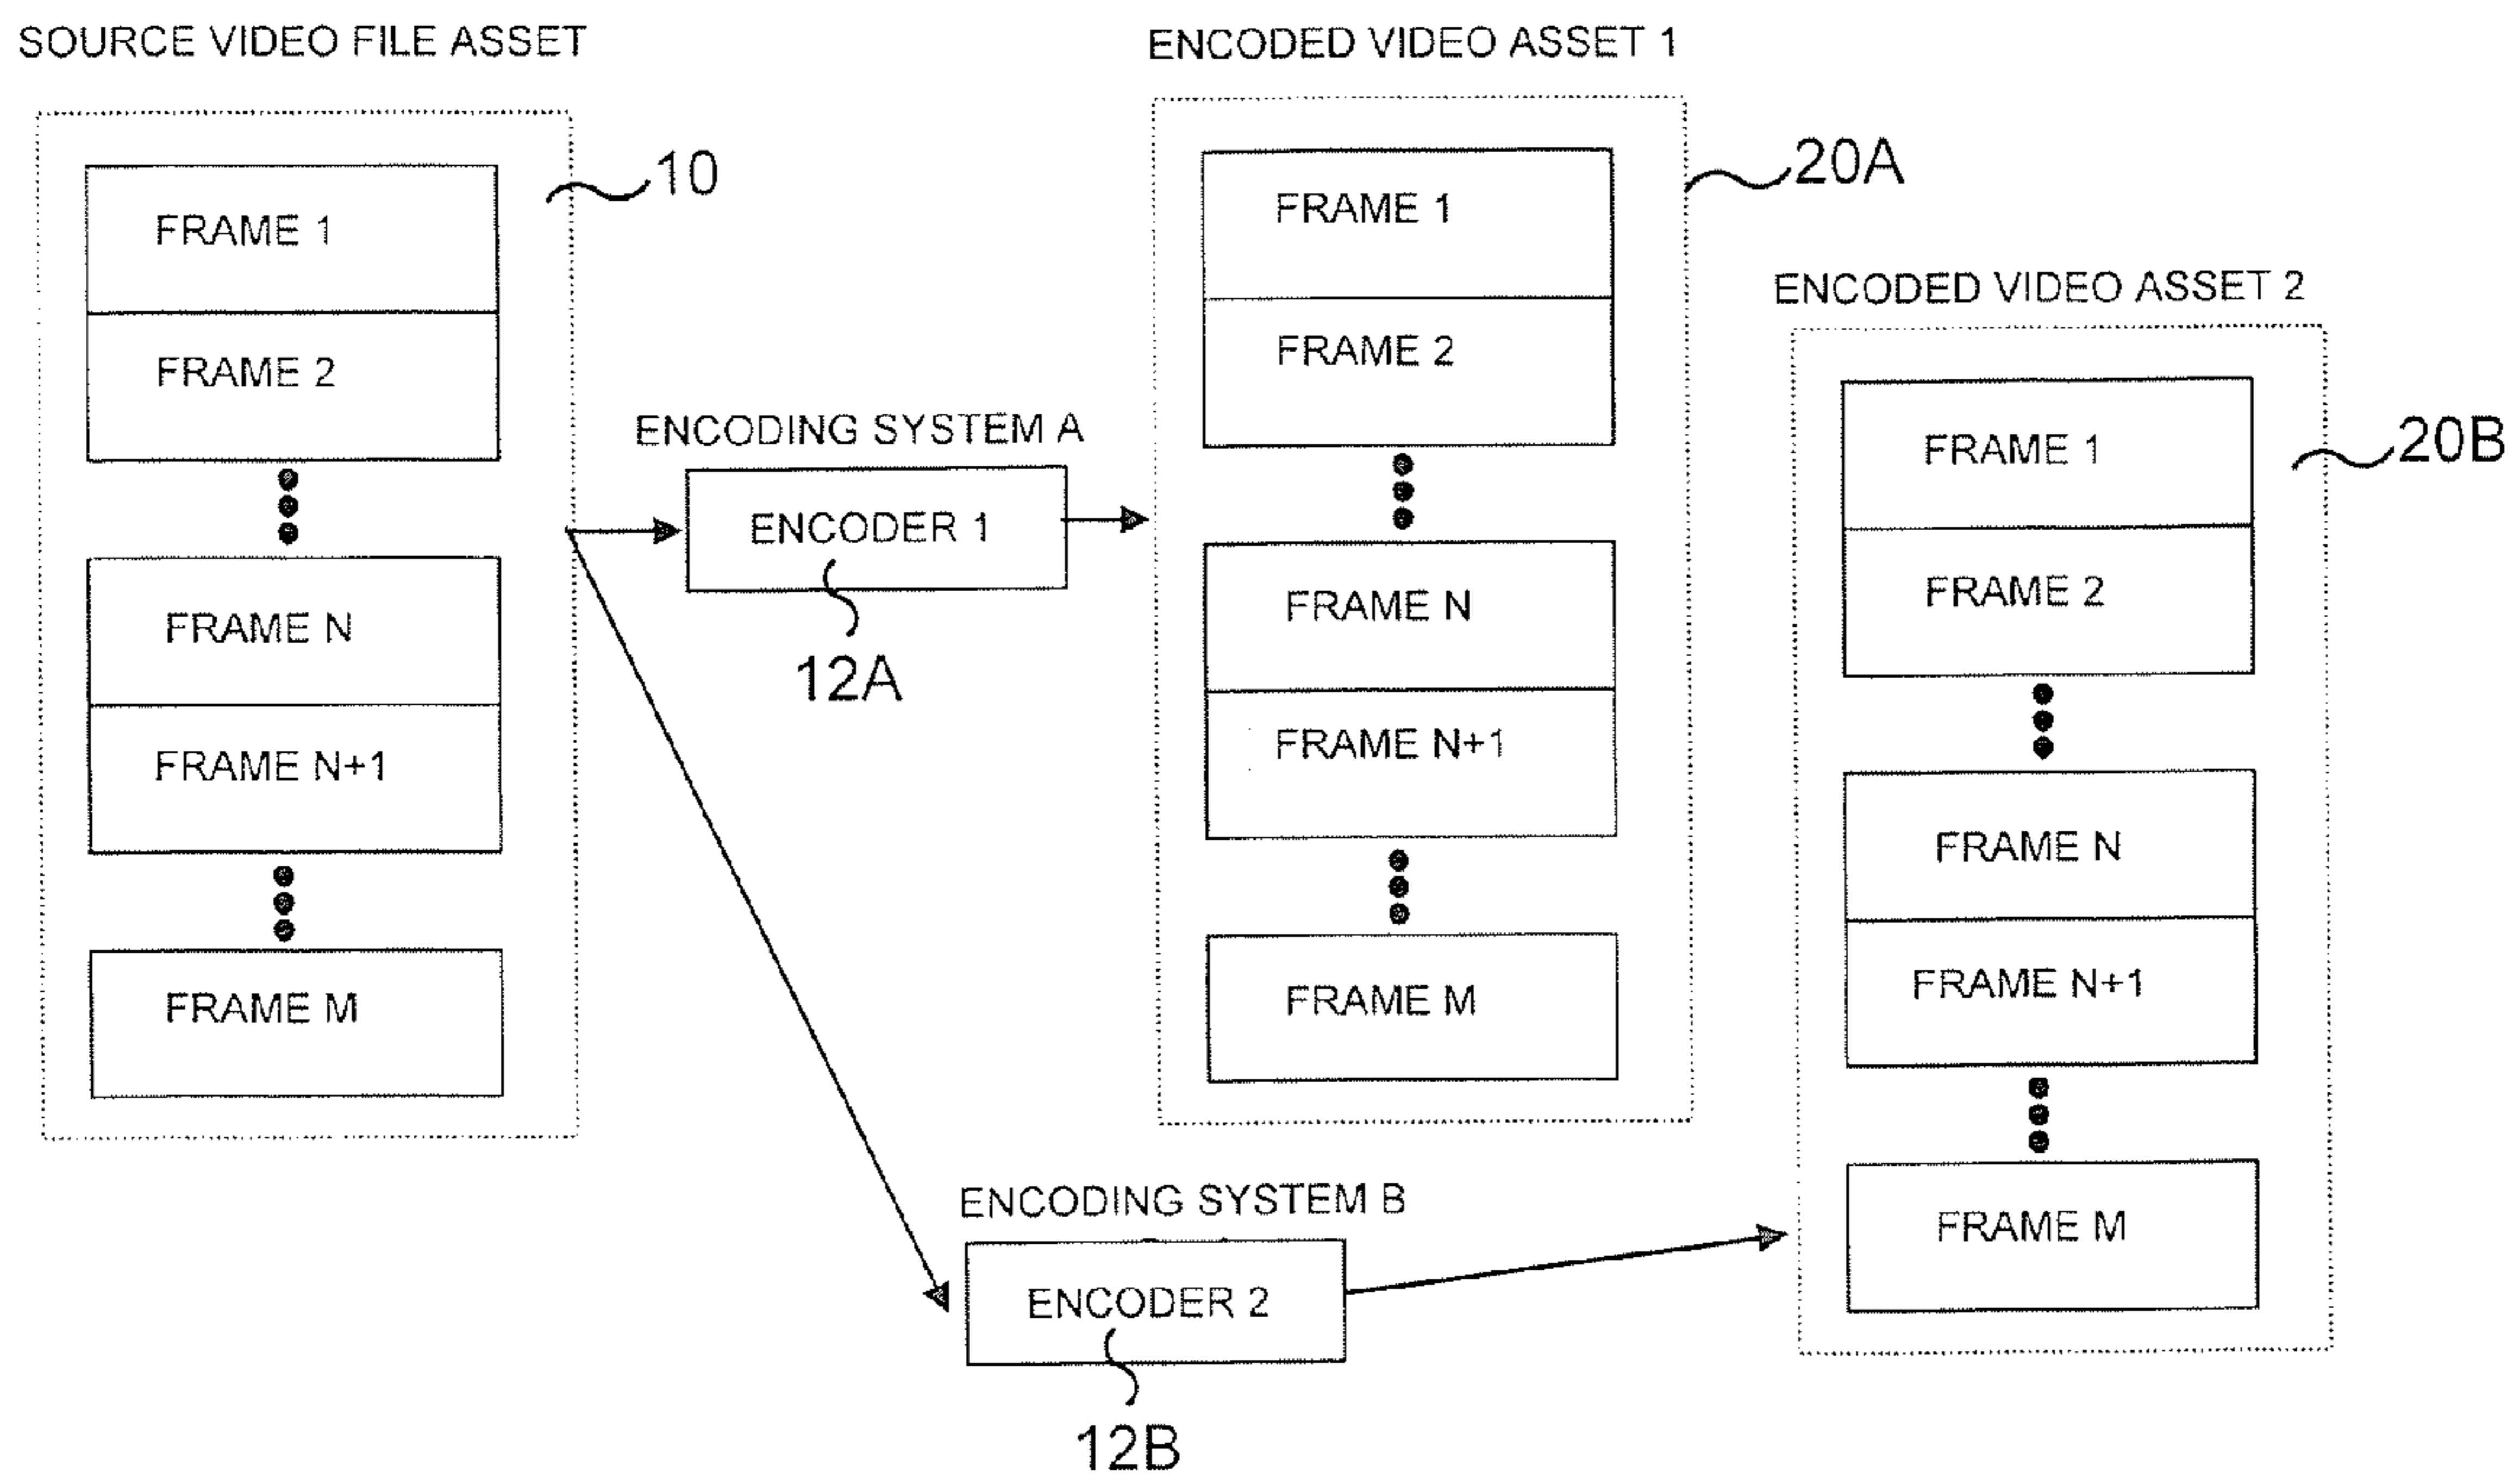 SOURCE VIDEO FILE ASSET
10
FRAME 1
FRAME 2
FRAME N
FRAME N+1
FRAME M
ENCODING SYSTEM A
ENCODER 1
12A
ENCODED VIDEO ASSET 1
20A
FRAME 1
FRAME 2
FRAME N
FRAME N+1
FRAME M
ENCODING SYSTEM B
ENCODER 2
12B
ENCODED VIDEO ASSET 2
20B
FRAME 1
FRAME 2
FRAME N
FRAME N+1
FRAME M